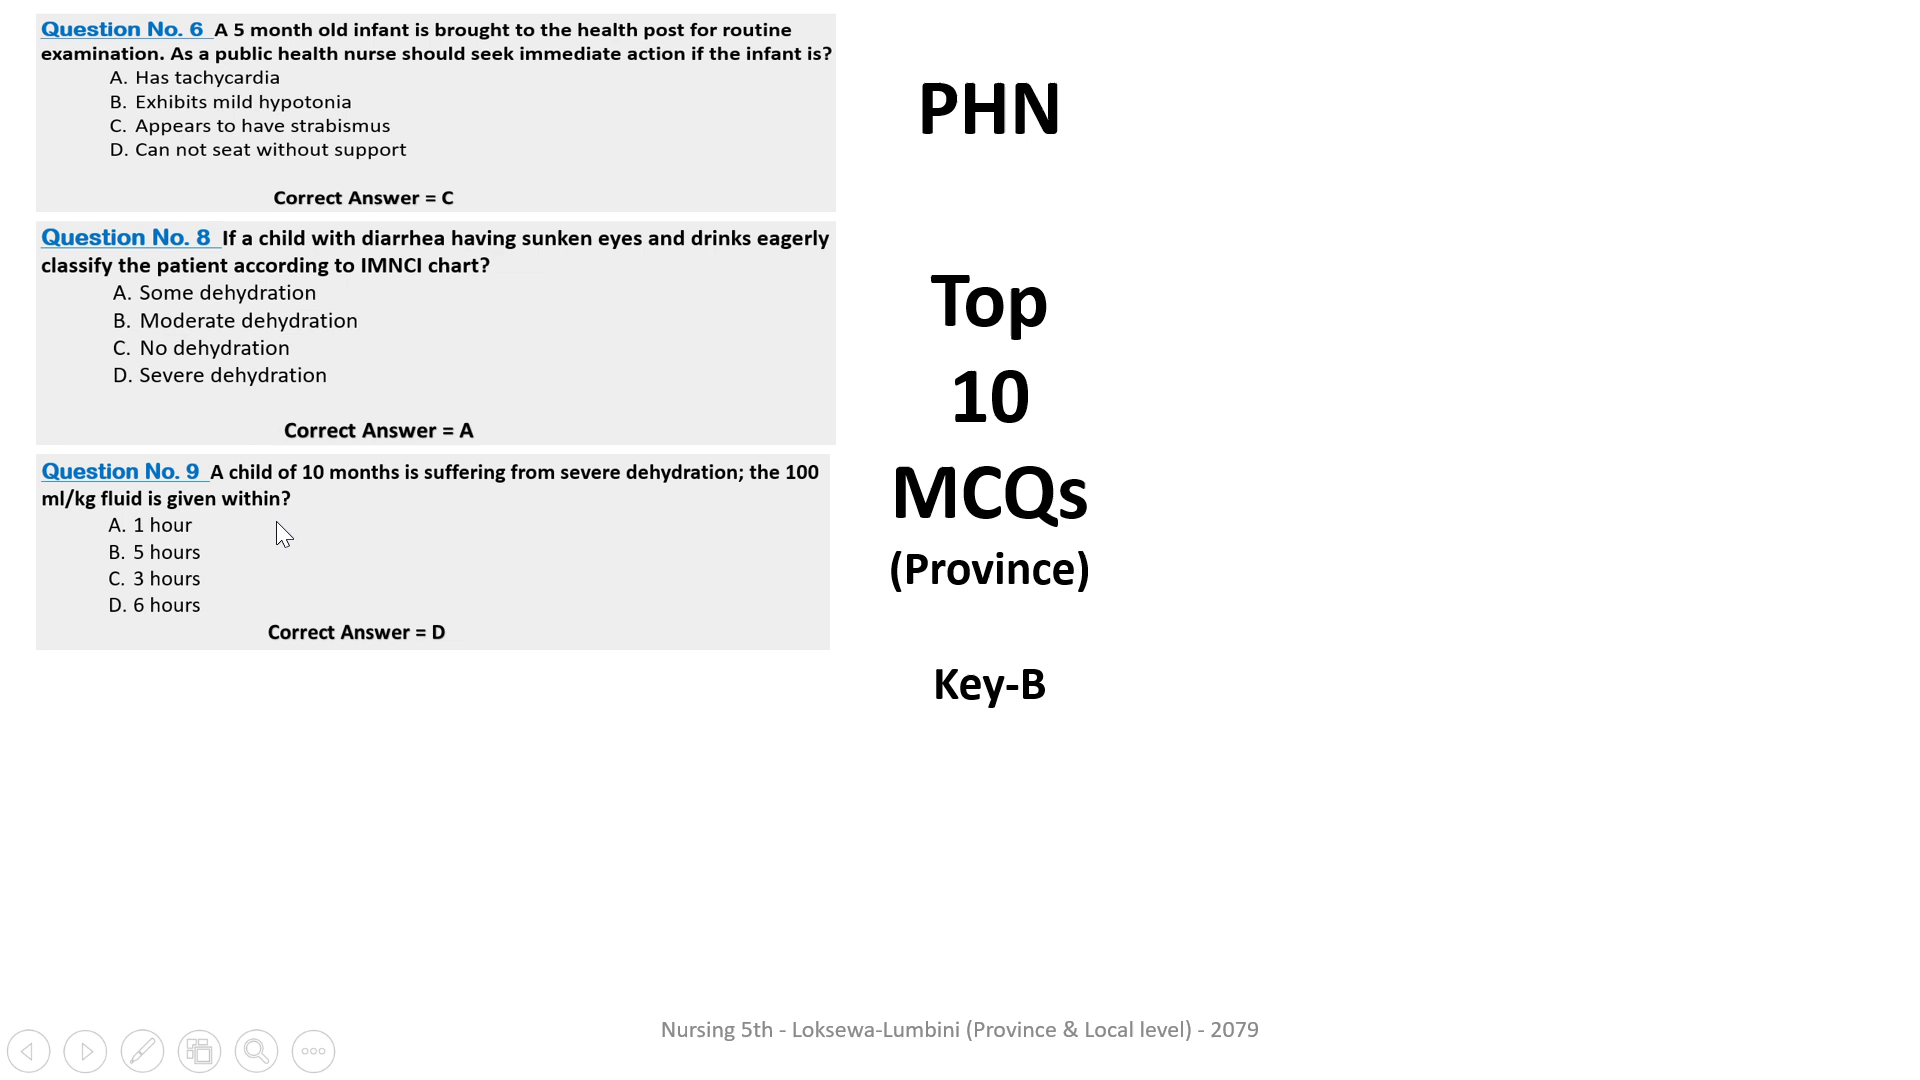 Question No. 6 A 5 month old infant is brought to the health post for routine
examination. As a public health nurse should seek immediate action if the infant is?
A. Has tachycardia
B. Exhibits mild hypotonia
C. Appears to have strabismus
D. Can not seat without support
Correct Answer = C
Question No. 8 If a child with diarrhea having sunken eyes and drinks eagerly
classify the patient according to IMNCI chart?
A. Some dehydration
B. Moderate dehydration
C. No dehydration
D. Severe dehydration
Correct Answer = A
Question No. 9 A child of 10 months is suffering from severe dehydration; the 100
ml/kg fluid is given within?
A. 1 hour
B. 5 hours
C. 3 hours
D. 6 hours
Correct Answer = D
PHN
Top
10
MCQs
(Province)
Key-B
Nursing 5th - Loksewa-Lumbini (Province & Local level) - 2079